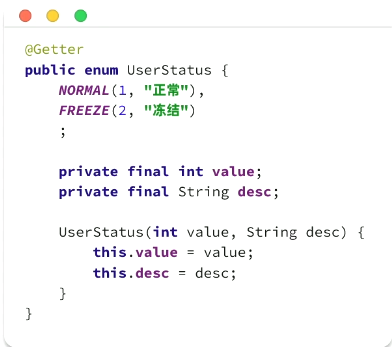 @Getter
public enum UserStatus {
    NORMAL(1, "正常"),
    FREEZE(2, "冻结")
    ;

    private final int value;
    private final String desc;

    UserStatus(int value, String desc) {
        this.value = value;
        this.desc = desc;
    }
}